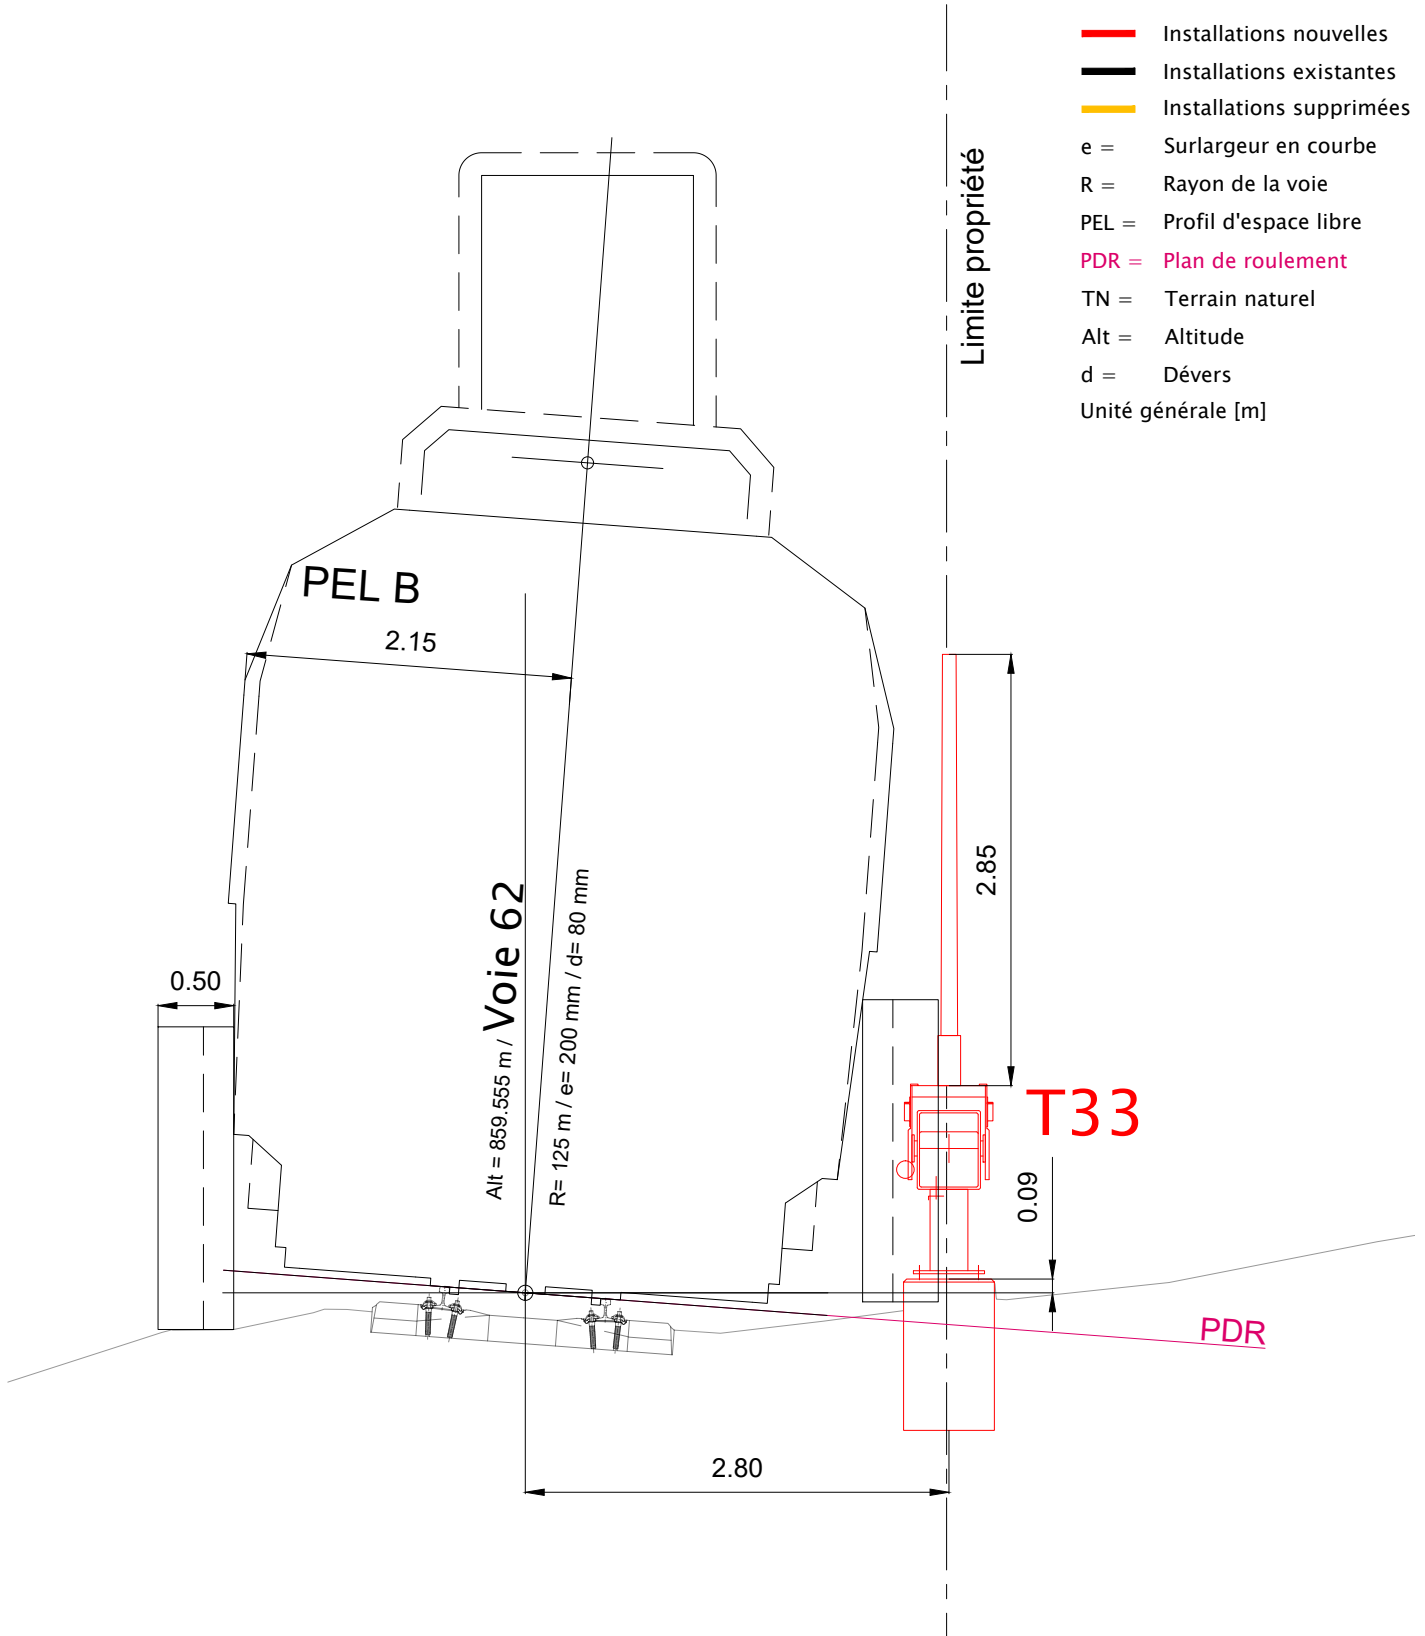 Installations nouvelles
Installations existantes
Installations supprimées
e = Surlargeur en courbe
R = Rayon de la voie
PEL = Profil d'espace libre
PDR = Plan de roulement
TN = Terrain naturel
Alt = Altitude
d = Dévers
Unité générale [m]
Limite propriété
PEL B
2.15
2.85
0.50
Alt = 859.555 m / Voie 62
R= 125 m / e= 200 mm / d= 80 mm
T33
0.09
PDR
2.80